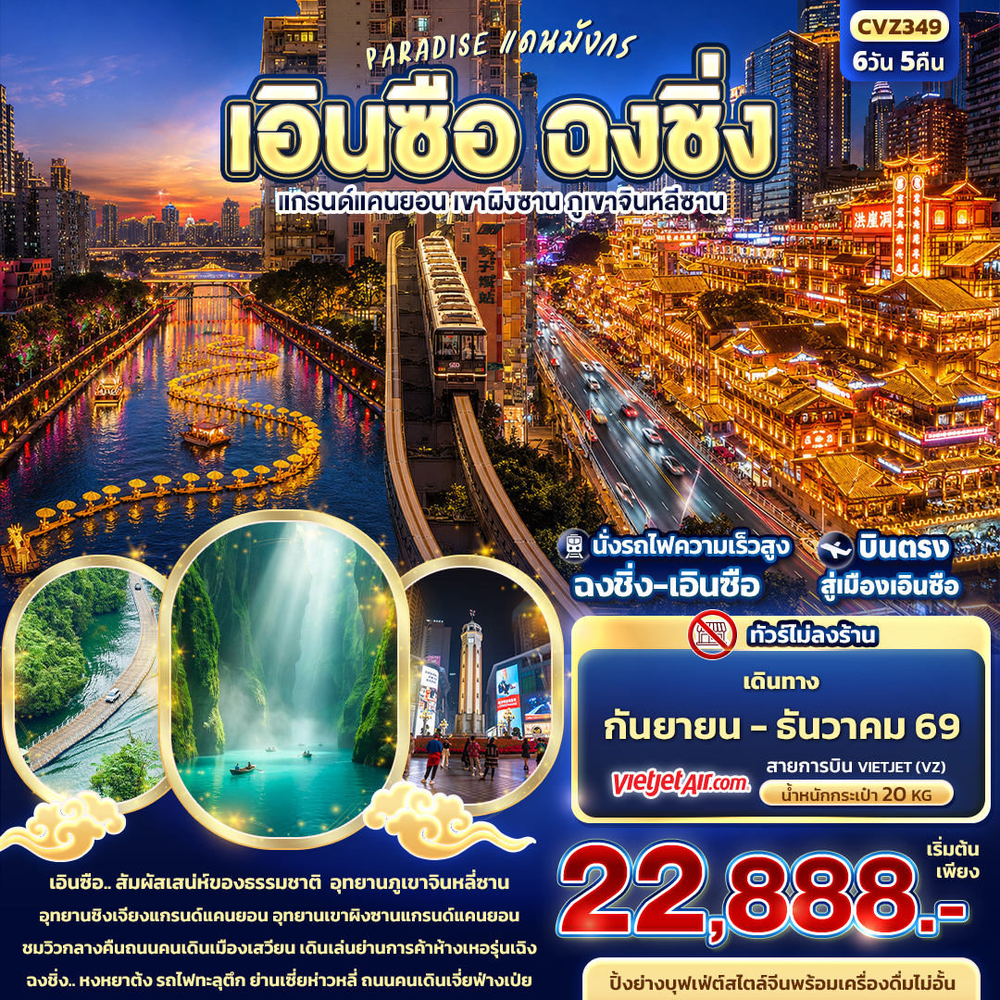 CVZ349
6วัน 5คืน
PARADISE แดนมังกร
เอินซือ ฉงชิ่ง
แกรนด์แคนยอน เขาผิงซาน ภูเขาจินหลีซาน
洪崖洞
นั่งรถไฟความเร็วสูง
ฉงชิ่ง-เอินซือ
บินตรง
สู่เมืองเอินซือ
ทัวร์ไม่ลงร้าน
เดินทาง
กันยายน - ธันวาคม 69
สายการบิน VIETJET (VZ)
vietjetAir.com
น้ำหนักกระเป๋า 20 KG
เริ่มต้น
เพียง
22,888.-
เอินซือ.. สัมผัสเสน่ห์ของธรรมชาติ อุทยานภูเขาจินหลี่ซาน
อุทยานชิงเจียงแกรนด์แคนยอน อุทยานเขาผิงซานแกรนด์แคนยอน
ชมวิวกลางคืนถนนคนเดินเมืองเสวียน เดินเล่นย่านการค้าห้างเหอรุ่นเฉิง
ฉงชิ่ง.. หงหยาต้ง รถไฟทะลุตึก ย่านเซี่ยห่าวหลี่ ถนนคนเดินเจี่ยฟ่างเป่ย
ปิ้งย่างบุฟเฟ่ต์สไตล์จีนพร้อมเครื่องดื่มไม่อั้น